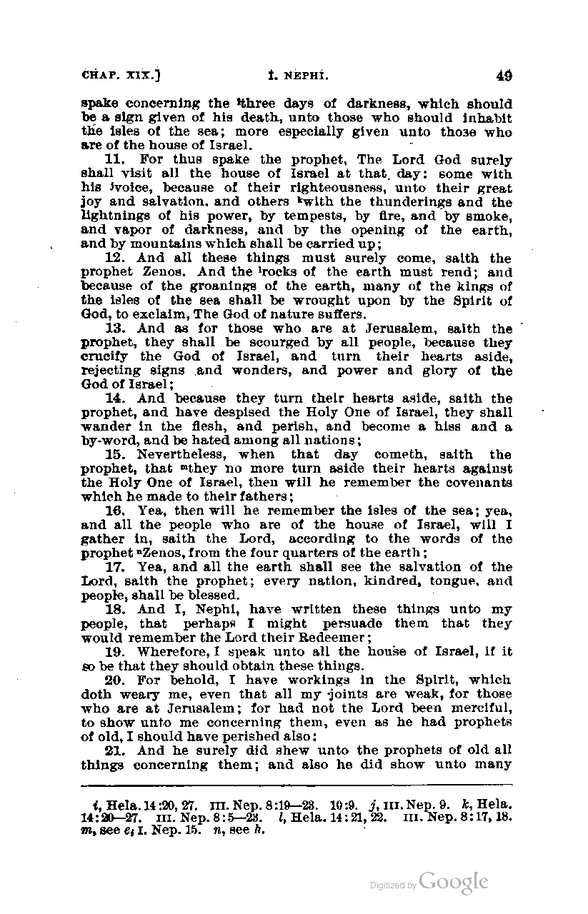 CHAP. XIX.] I. NEPHI. 49
spake concerning the ⁱthree days of darkness, which should
be a sign given of his death, unto those who should inhabit
the isles of the sea; more especially given unto those who
are of the house of Israel.
11. For thus spake the prophet, The Lord God surely
shall visit all the house of Israel at that day: some with
his ʲvoice, because of their righteousness, unto their great
joy and salvation, and others ᵏwith the thunderings and the
lightnings of his power, by tempests, by fire, and by smoke,
and vapor of darkness, and by the opening of the earth,
and by mountains which shall be carried up;
12. And all these things must surely come, saith the
prophet Zenos. And the ˡrocks of the earth must rend; and
because of the groanings of the earth, many of the kings of
the isles of the sea shall be wrought upon by the Spirit of
God, to exclaim, The God of nature suffers.
13. And as for those who are at Jerusalem, saith the
prophet, they shall be scourged by all people, because they
crucify the God of Israel, and turn their hearts aside,
rejecting signs and wonders, and power and glory of the
God of Israel;
14. And because they turn their hearts aside, saith the
prophet, and have despised the Holy One of Israel, they shall
wander in the flesh, and perish, and become a hiss and a
by-word, and be hated among all nations;
15. Nevertheless, when that day cometh, saith the
prophet, that ᵐthey no more turn aside their hearts against
the Holy One of Israel, then will he remember the covenants
which he made to their fathers;
16. Yea, then will he remember the isles of the sea; yea,
and all the people who are of the house of Israel, will I
gather in, saith the Lord, according to the words of the
prophet ⁿZenos, from the four quarters of the earth;
17. Yea, and all the earth shall see the salvation of the
Lord, saith the prophet; every nation, kindred, tongue, and
people, shall be blessed.
18. And I, Nephi, have written these things unto my
people, that perhaps I might persuade them that they
would remember the Lord their Redeemer;
19. Wherefore, I speak unto all the house of Israel, if it
so be that they should obtain these things.
20. For behold, I have workings in the Spirit, which
doth weary me, even that all my joints are weak, for those
who are at Jerusalem; for had not the Lord been merciful,
to show unto me concerning them, even as he had prophets
of old, I should have perished also:
21. And he surely did shew unto the prophets of old all
things concerning them; and also he did show unto many
i, Hela. 14:20, 27. III. Nep. 8:19—23. 10:9. j, III. Nep. 9. k, Hela.
14:20—27. III. Nep. 8:5—23. l, Hela. 14:21, 22. III. Nep. 8:17, 18.
m, see e, I. Nep. 15. n, see h.
Digitized by Google